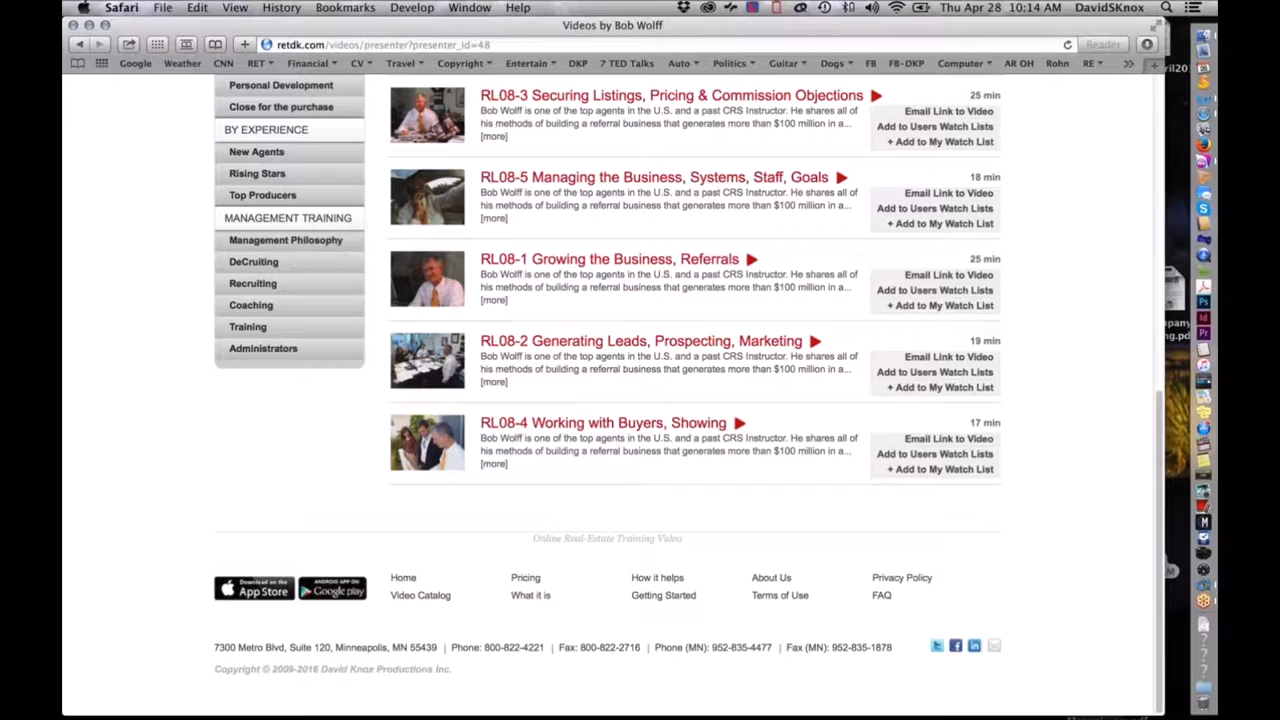 Safari File Edit View History Bookmarks Develop Window Help Thu Apr 28 10:14 AM DavidSKnox
Videos by Bob Wolff
retdk.com/videos/presenter?presenter_id=48 Reader
Google Weather CNN RET Financial CV Travel Copyright Entertain DKP 7 TED Talks Auto Politics Guitar Dogs FB FB-DKP Computer AR OH Rohn RE
Personal Development
Close for the purchase
BY EXPERIENCE
New Agents
Rising Stars
Top Producers
MANAGEMENT TRAINING
Management Philosophy
DeCruiting
Recruiting
Coaching
Training
Administrators
RL08-3 Securing Listings, Pricing & Commission Objections
Bob Wolff is one of the top agents in the U.S. and a past CRS Instructor. He shares all of
his methods of building a referral business that generates more than $100 million in a...
[more]
25 min
Email Link to Video
Add to Users Watch Lists
+ Add to My Watch List
RL08-5 Managing the Business, Systems, Staff, Goals
Bob Wolff is one of the top agents in the U.S. and a past CRS Instructor. He shares all of
his methods of building a referral business that generates more than $100 million in a...
[more]
18 min
Email Link to Video
Add to Users Watch Lists
+ Add to My Watch List
RL08-1 Growing the Business, Referrals
Bob Wolff is one of the top agents in the U.S. and a past CRS Instructor. He shares all of
his methods of building a referral business that generates more than $100 million in a...
[more]
25 min
Email Link to Video
Add to Users Watch Lists
+ Add to My Watch List
RL08-2 Generating Leads, Prospecting, Marketing
Bob Wolff is one of the top agents in the U.S. and a past CRS Instructor. He shares all of
his methods of building a referral business that generates more than $100 million in a...
[more]
19 min
Email Link to Video
Add to Users Watch Lists
+ Add to My Watch List
RL08-4 Working with Buyers, Showing
Bob Wolff is one of the top agents in the U.S. and a past CRS Instructor. He shares all of
his methods of building a referral business that generates more than $100 million in a...
[more]
17 min
Email Link to Video
Add to Users Watch Lists
+ Add to My Watch List
Online Real-Estate Training Video
Download on the
App Store
ANDROID APP ON
Google play
Home Pricing How it helps About Us Privacy Policy
Video Catalog What it is Getting Started Terms of Use FAQ
7300 Metro Blvd, Suite 120, Minneapolis, MN 55439 | Phone: 800-822-4221 | Fax: 800-822-2716 | Phone (MN): 952-835-4477 | Fax (MN): 952-835-1878
Copyright © 2009-2016 David Knox Productions Inc.